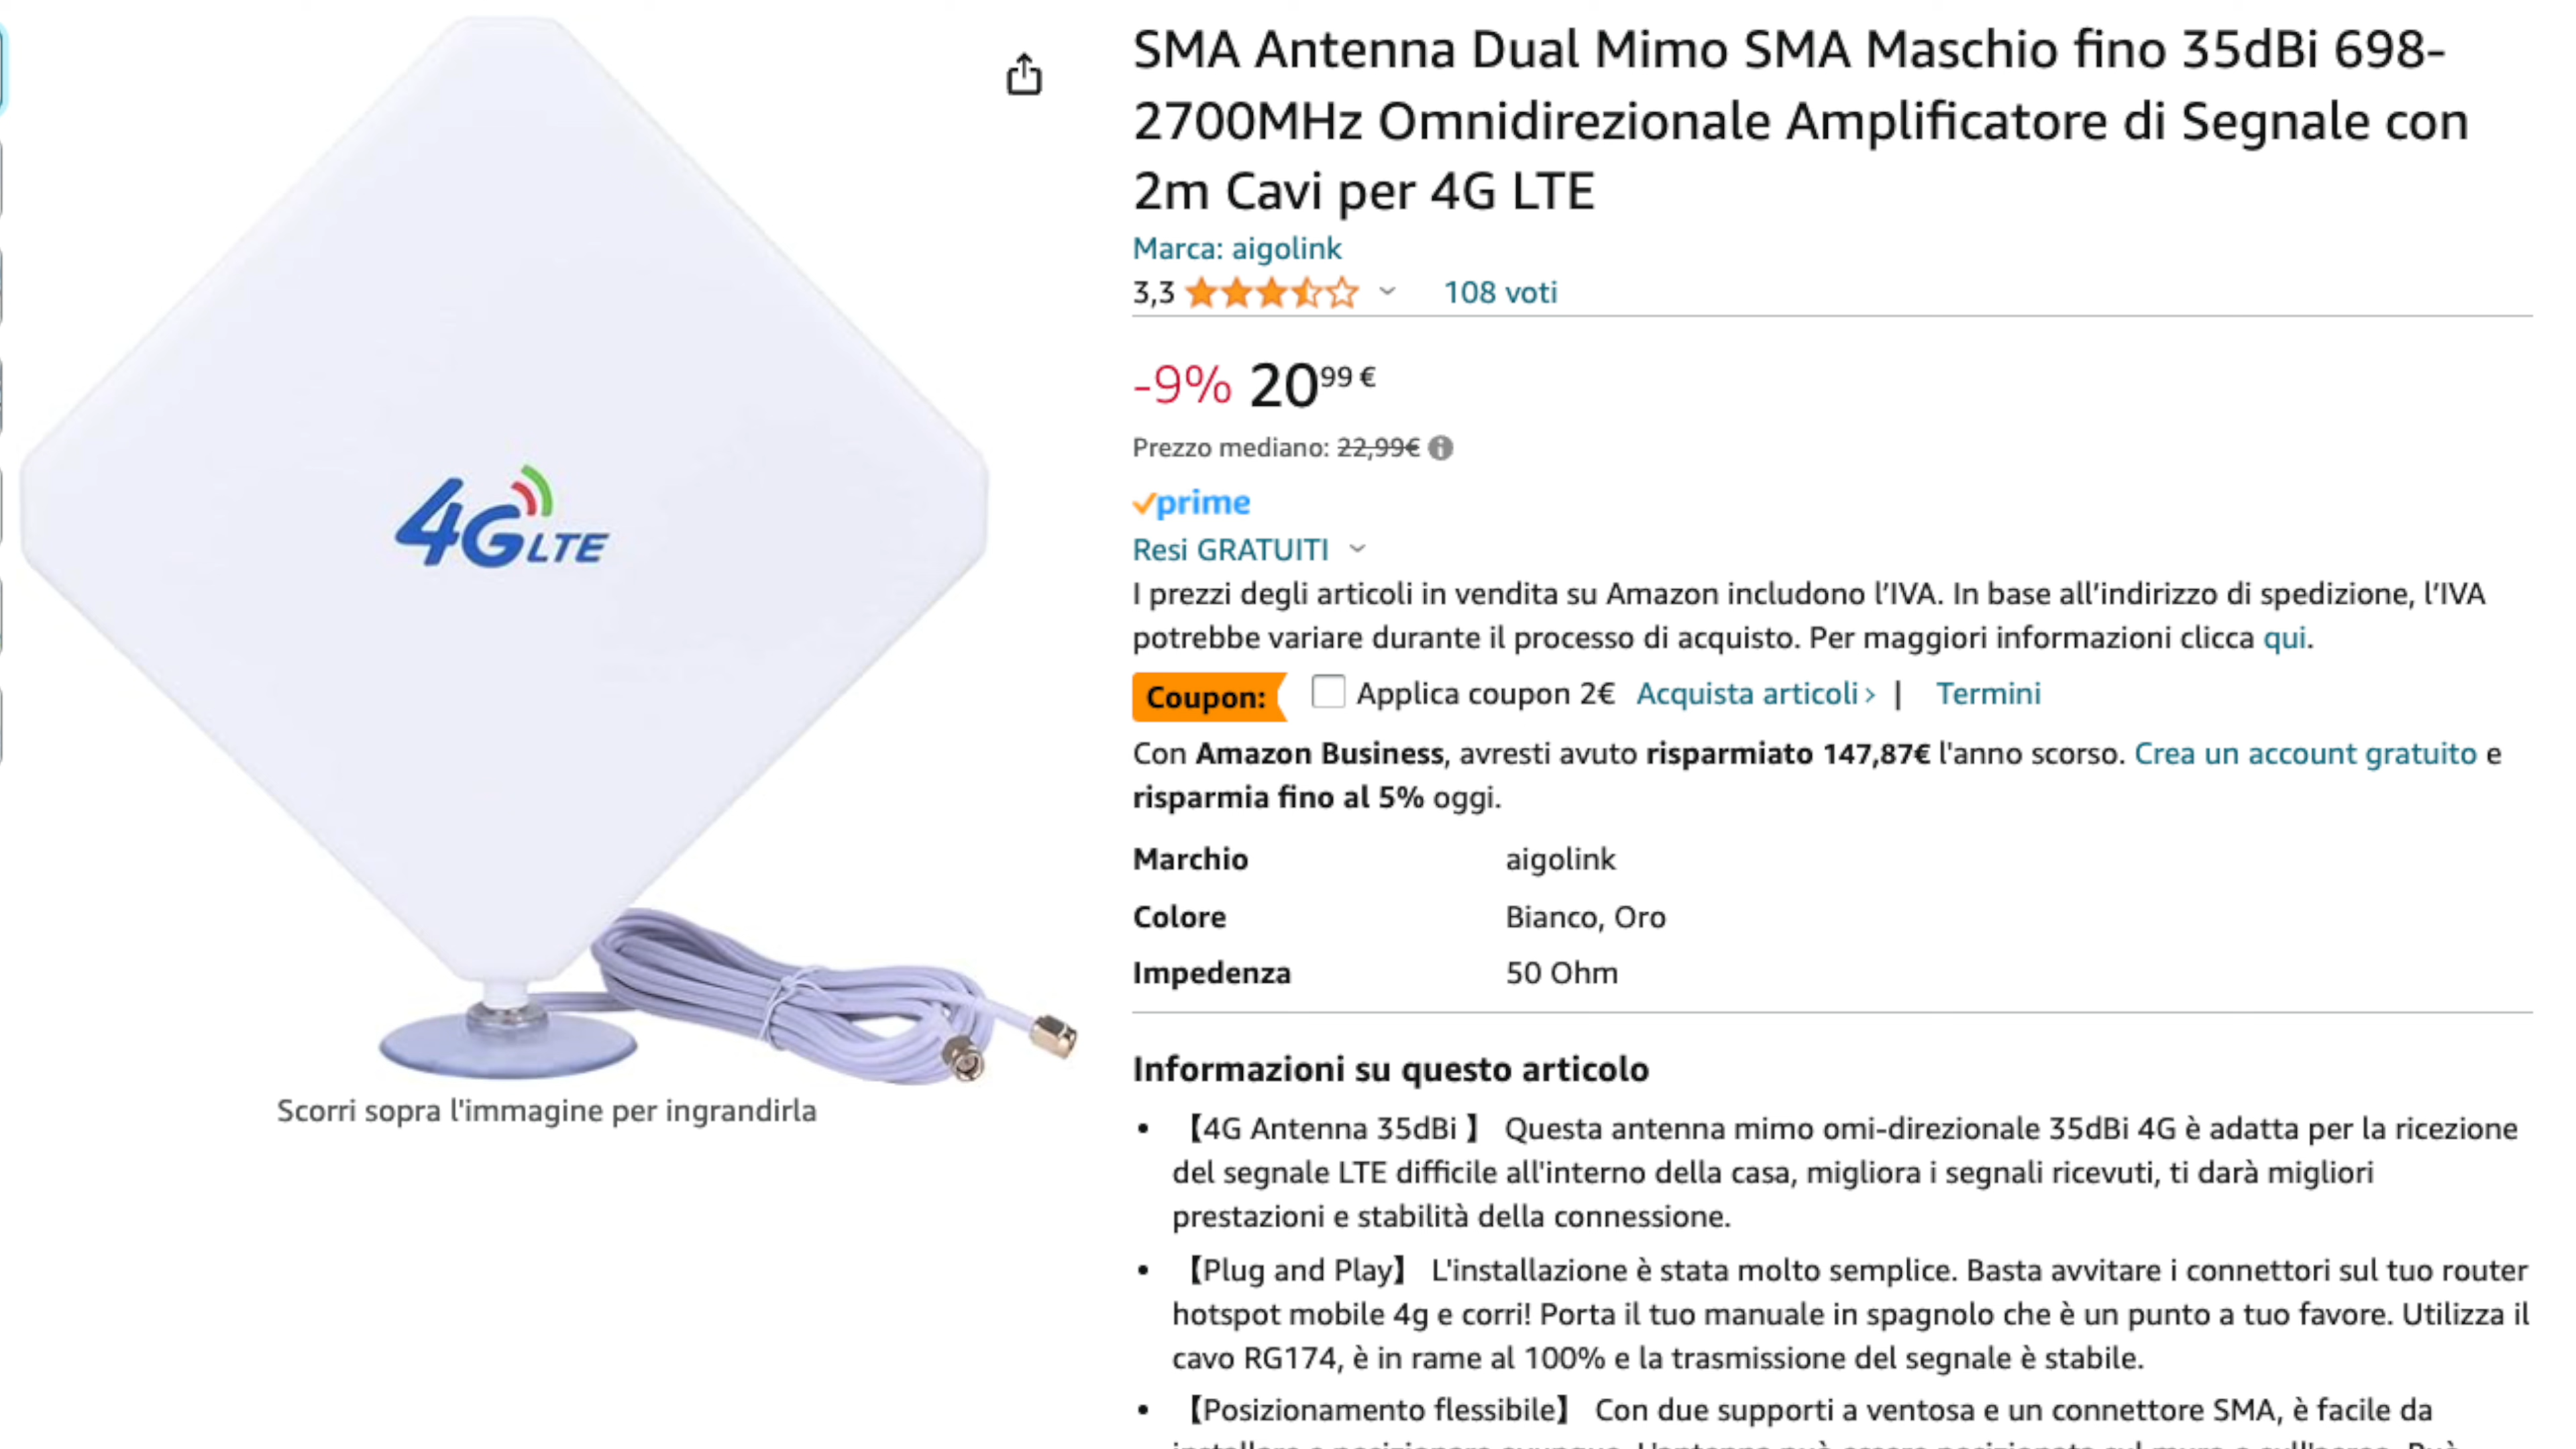 SMA Antenna Dual Mimo SMA Maschio fino 35dBi 698-
2700MHz Omnidirezionale Amplificatore di Segnale con
2m Cavi per 4G LTE
Marca: aigolink
3,3 108 voti
-9% 2099 €
Prezzo mediano: 22,99€
prime
Resi GRATUITI
I prezzi degli articoli in vendita su Amazon includono l'IVA. In base all'indirizzo di spedizione, l'IVA
potrebbe variare durante il processo di acquisto. Per maggiori informazioni clicca qui.
Coupon: Applica coupon 2€ Acquista articoli › | Termini
Con Amazon Business, avresti avuto risparmiato 147,87€ l'anno scorso. Crea un account gratuito e
risparmia fino al 5% oggi.
Marchio aigolink
Colore Bianco, Oro
Impedenza 50 Ohm
Informazioni su questo articolo
• 【4G Antenna 35dBi 】 Questa antenna mimo omi-direzionale 35dBi 4G è adatta per la ricezione
del segnale LTE difficile all'interno della casa, migliora i segnali ricevuti, ti darà migliori
prestazioni e stabilità della connessione.
• 【Plug and Play】 L'installazione è stata molto semplice. Basta avvitare i connettori sul tuo router
hotspot mobile 4g e corri! Porta il tuo manuale in spagnolo che è un punto a tuo favore. Utilizza il
cavo RG174, è in rame al 100% e la trasmissione del segnale è stabile.
• 【Posizionamento flessibile】 Con due supporti a ventosa e un connettore SMA, è facile da
4G LTE
Scorri sopra l'immagine per ingrandirla